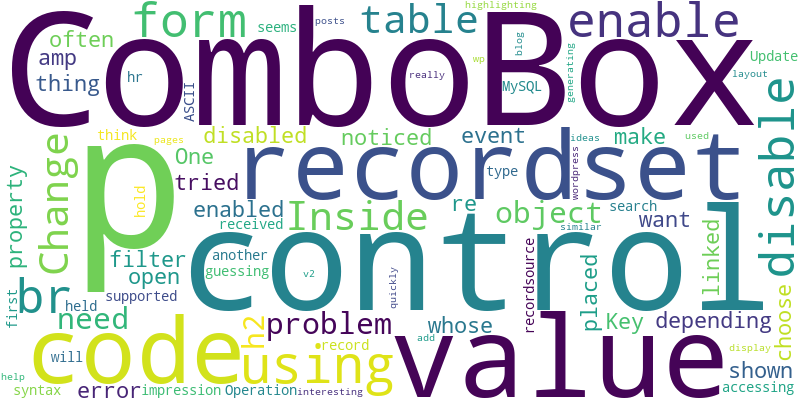 highlighting
form
seems
posts
table
enable
often
ComboBox
blog
wp
generating
amp
thing
hr
really
MySQL
Update
layout
ASCII
think
pages
disabled
noticed
event
make
ideas
used
disable
Change
p
One
tried
recordset
type
wordpress
property
hold
enabled
received
Inside
re
object
search
want
similar
linked
control
filter
open
another
guessing
v2
quickly
recordsource
placed
choose
br
held
supported
first
need
will
h2
problem
record
whose
add
Key
depending
display
code
using
value
shown
help
syntax
error
impression
Operation
interesting
accessing